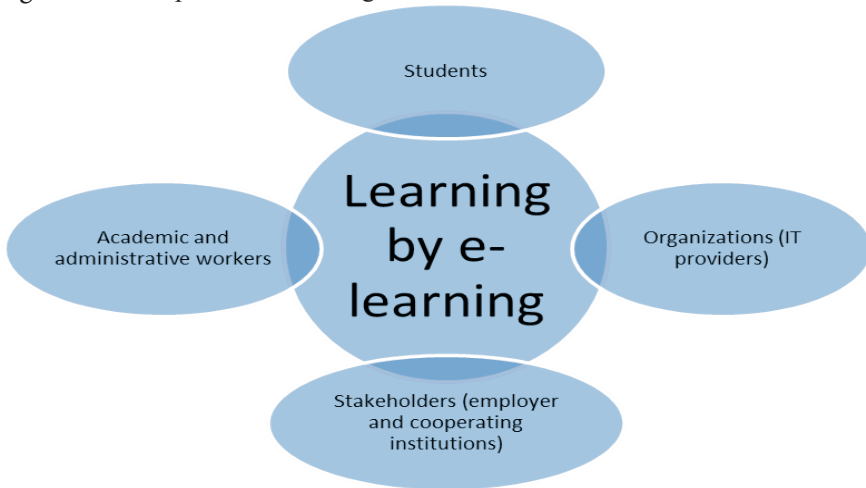 Students
Learning
by e-
learning
Academic and
administrative workers
Organizations (IT
providers)
Stakeholders (employer
and cooperating
institutions)